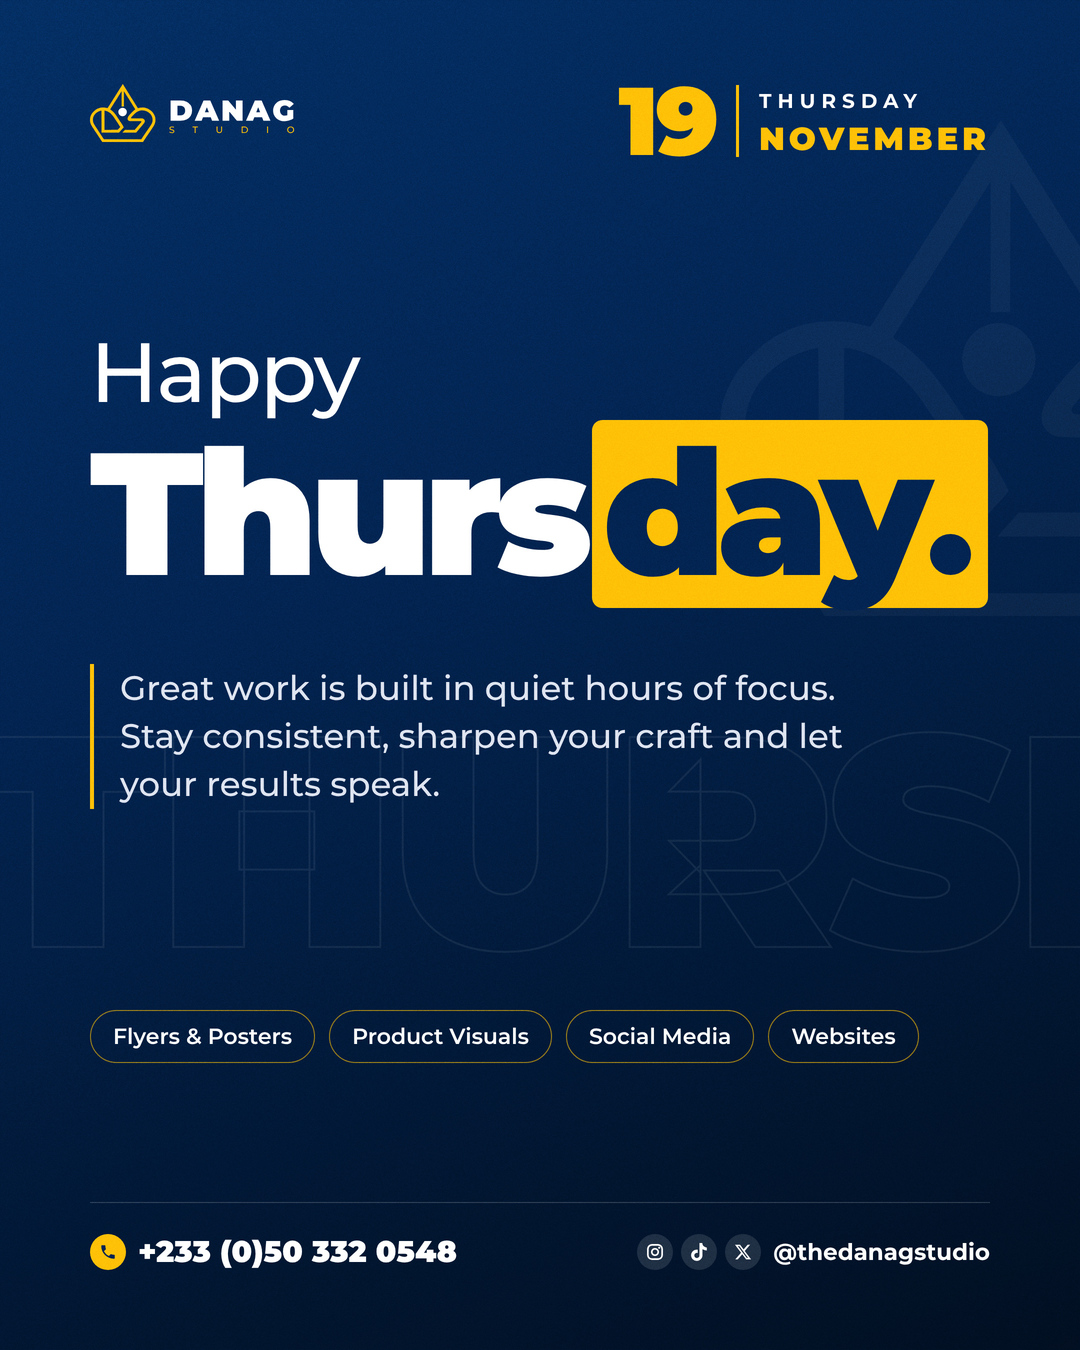 DANAG
STUDIO
19
THURSDAY
NOVEMBER
Happy
Thursday.
Great work is built in quiet hours of focus.
Stay consistent, sharpen your craft and let
your results speak.
THURS
Flyers & Posters
Product Visuals
Social Media
Websites
+233 (0)50 332 0548
@thedanagstudio